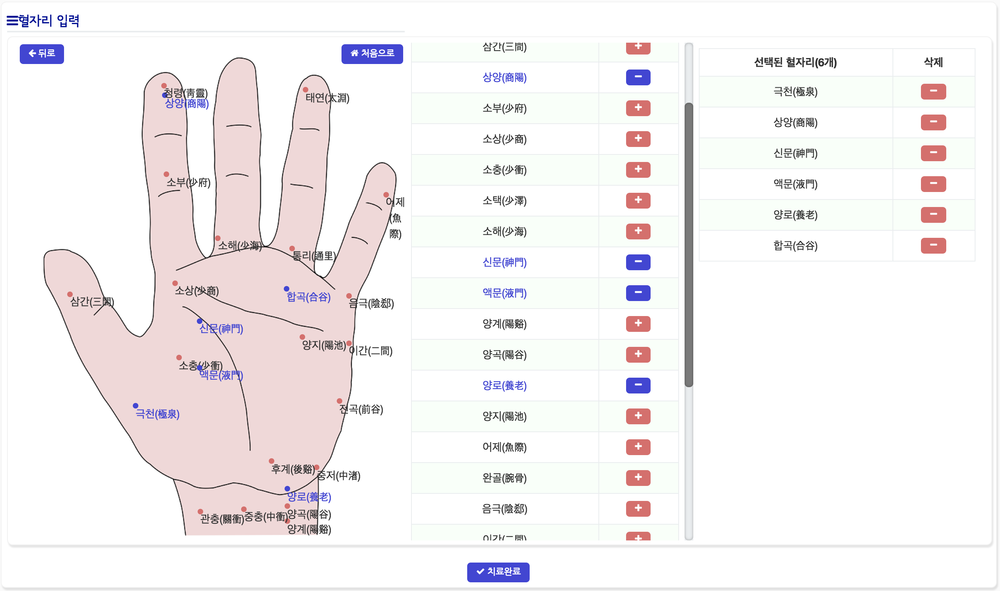 혈자리 입력
뒤로
처음으로
청령(靑靈)
상양(商陽)
태연(太淵)
소부(少府)
어제
(魚
際)
소해(少海)
통리(通里)
소상(少商)
합곡(合谷)
삼간(三間)
음극(陰郄)
신문(神門)
양지(陽池)
이간(二間)
소충(少衝)
액문(液門)
전곡(前谷)
극천(極泉)
후계(後谿)
중저(中渚)
양로(養老)
양곡(陽谷)
관충(關衝)
중충(中衝)
양계(陽谿)
삼간(三間)
상양(商陽)
소부(少府)
소상(少商)
소충(少衝)
소택(少澤)
소해(少海)
신문(神門)
액문(液門)
양계(陽谿)
양곡(陽谷)
양로(養老)
양지(陽池)
어제(魚際)
완골(腕骨)
음극(陰郄)
이간(二間)
선택된 혈자리(6개) 삭제
극천(極泉)
상양(商陽)
신문(神門)
액문(液門)
양로(養老)
합곡(合谷)
치료완료